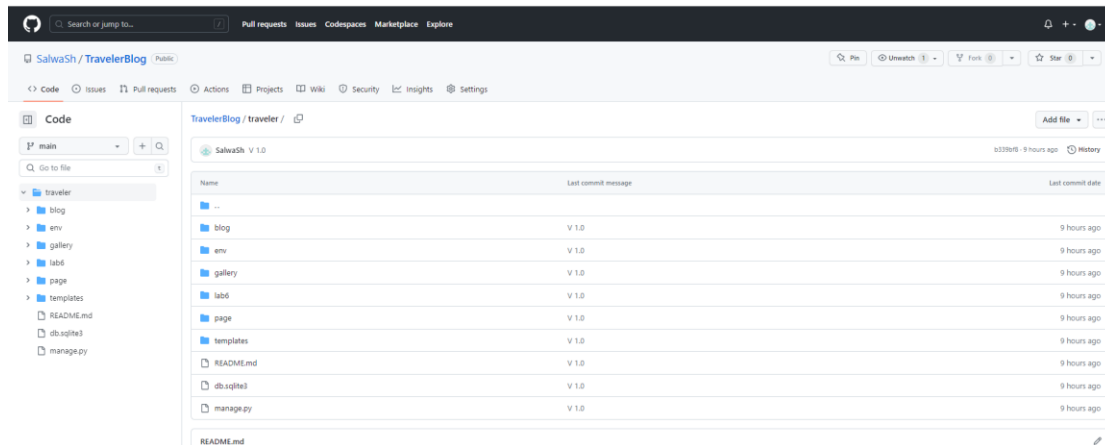 Search or jump to... / Pull requests Issues Codespaces Marketplace Explore
SalwaSh / TravelerBlog Public
Pin Unwatch 1 Fork 0 Star 0
Code Issues Pull requests Actions Projects Wiki Security Insights Settings
Code
main
Go to file t
traveler
blog
env
gallery
lab6
page
templates
README.md
db.sqlite3
manage.py
TravelerBlog / traveler /
Add file
SalwaSh V 1.0 b339bf8 · 9 hours ago History
Name Last commit message Last commit date
..
blog V 1.0 9 hours ago
env V 1.0 9 hours ago
gallery V 1.0 9 hours ago
lab6 V 1.0 9 hours ago
page V 1.0 9 hours ago
templates V 1.0 9 hours ago
README.md V 1.0 9 hours ago
db.sqlite3 V 1.0 9 hours ago
manage.py V 1.0 9 hours ago
README.md